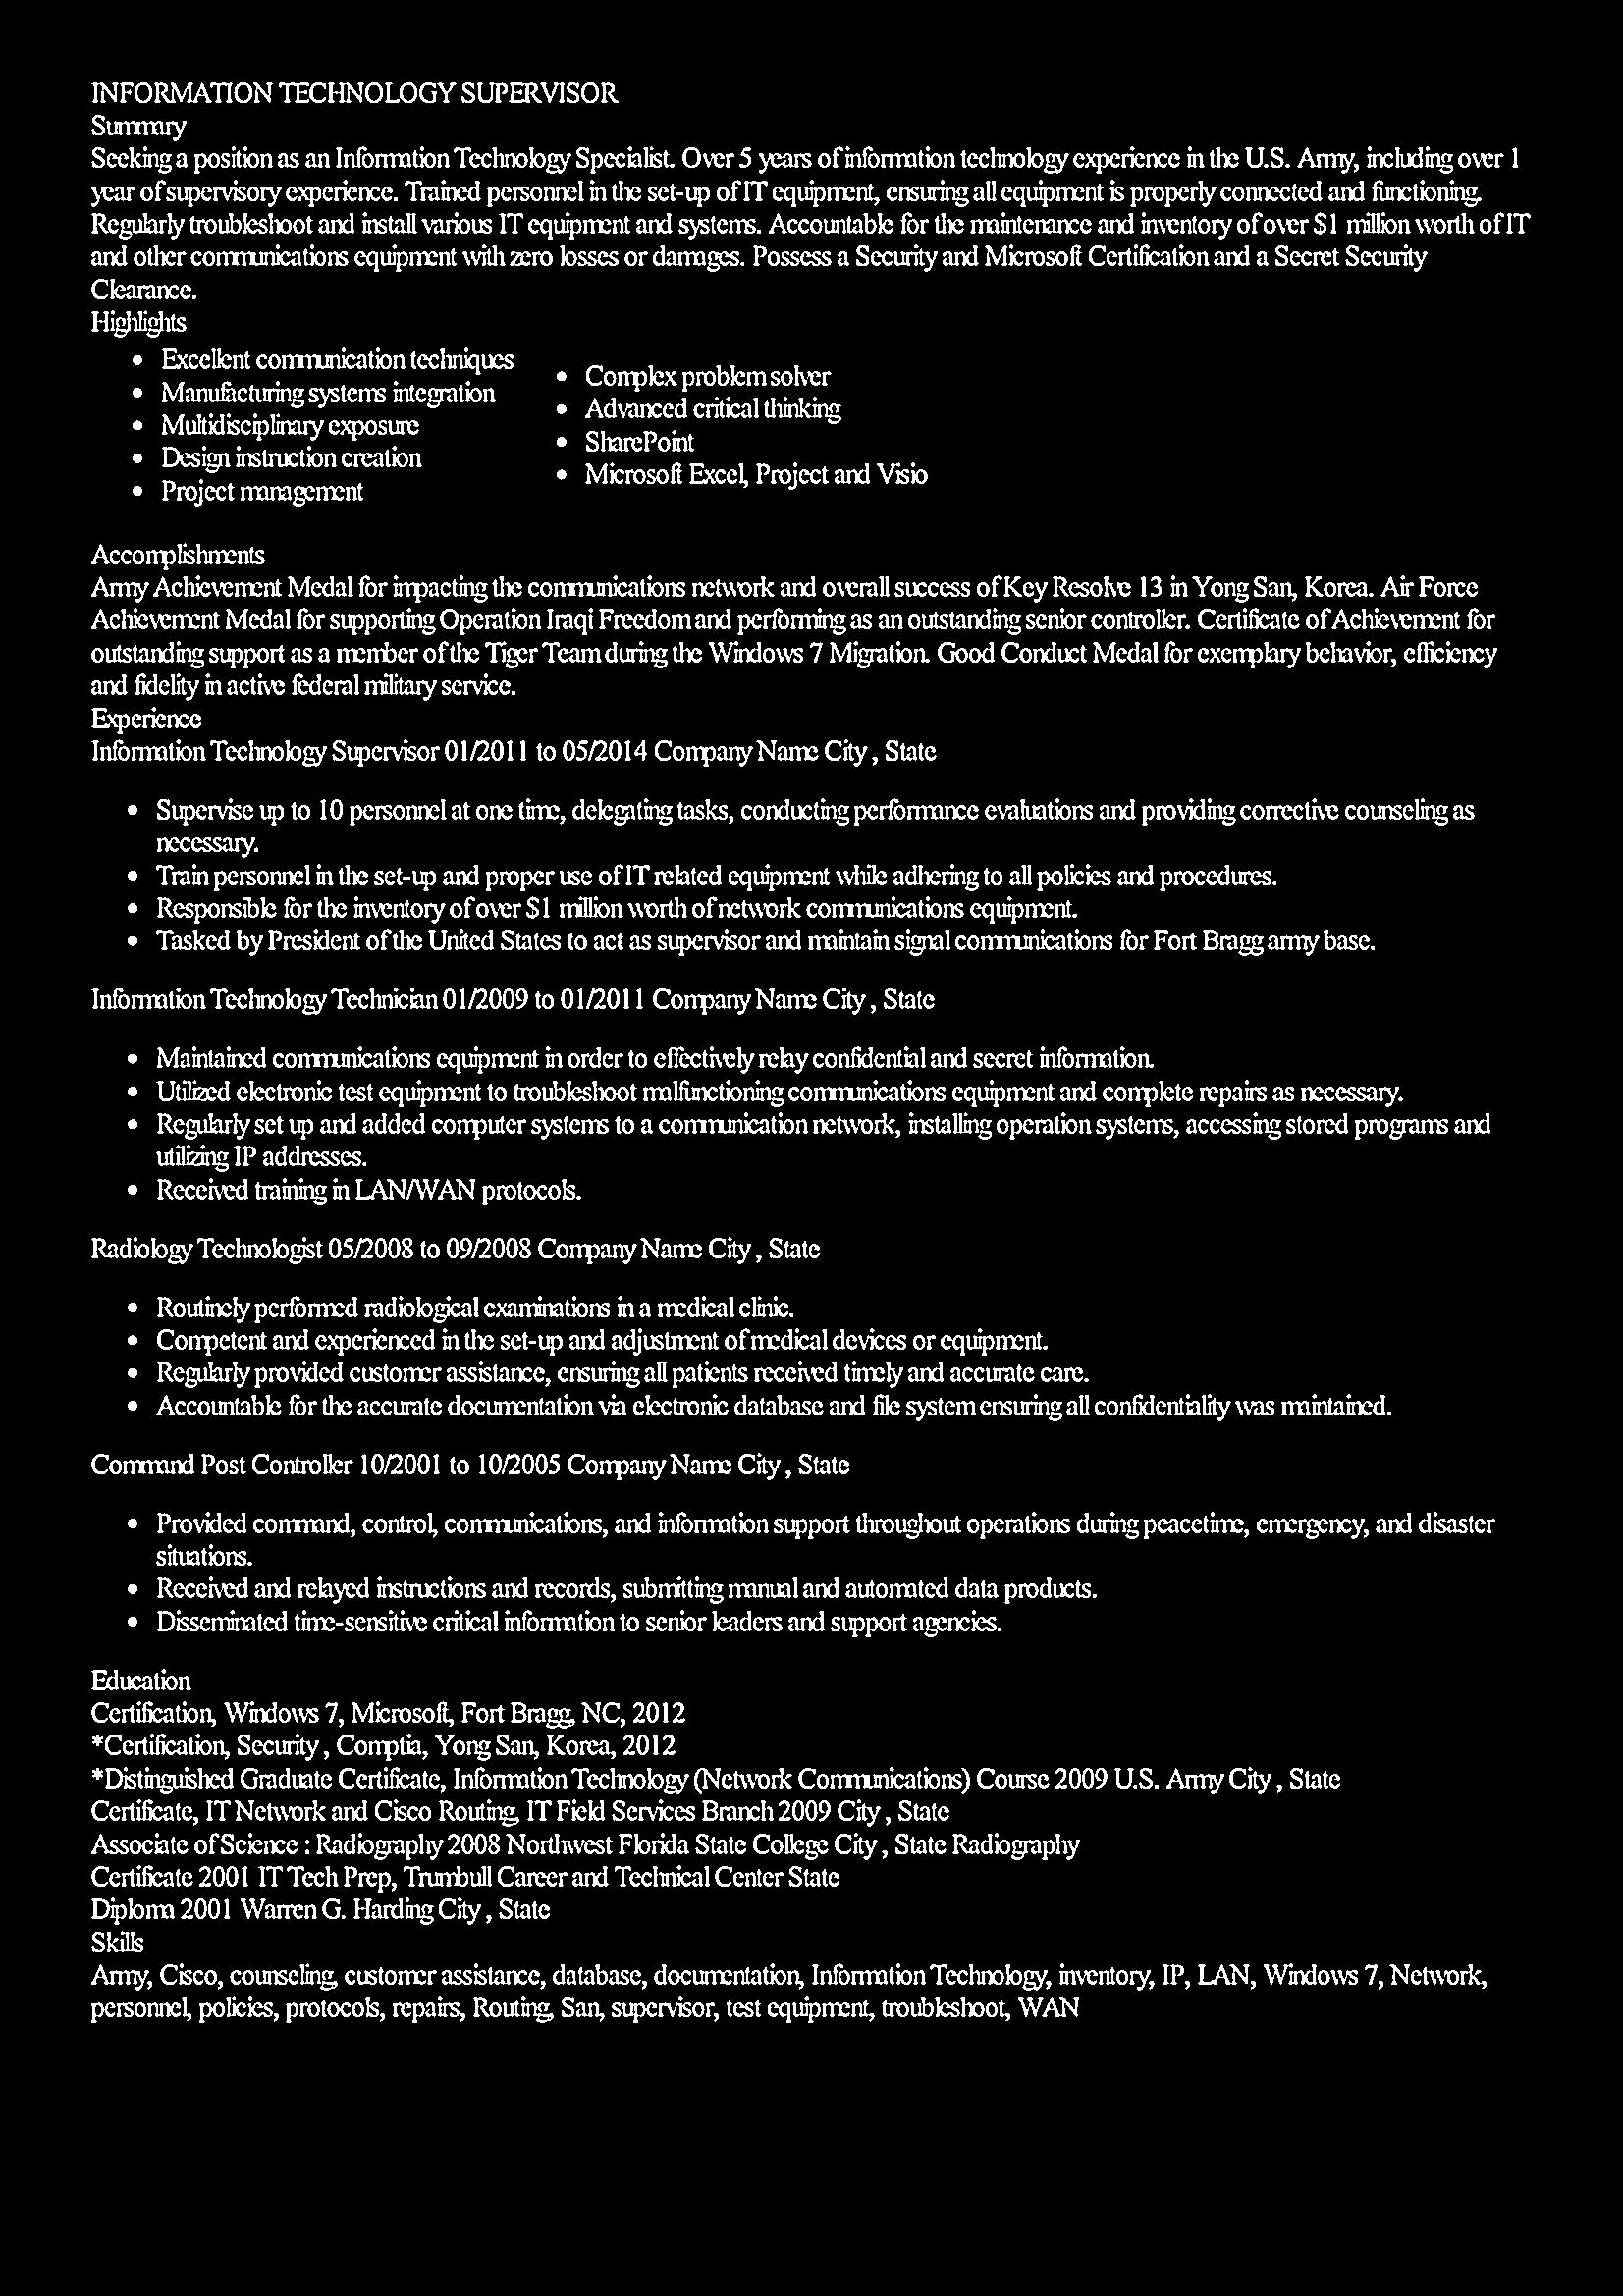 INFORMATION TECHNOLOGY SUPERVISOR
Summary
Seeking a position as an Information Technology Specialist. Over 5 years of information technology experience in the U.S. Army, including over 1
year of supervisory experience. Trained personnel in the set-up of IT equipment, ensuring all equipment is properly connected and functioning.
Regularly troubleshoot and install various IT equipment and systems. Accountable for the maintenance and inventory of over $1 million worth of IT
and other communications equipment with zero losses or damages. Possess a Security and Microsoft Certification and a Secret Security
Clearance.
Highlights
• Excellent communication techniques
• Manufacturing systems integration
• Multidisciplinary exposure
• Design instruction creation
• Project management
• Complex problem solver
• Advanced critical thinking
• SharePoint
• Microsoft Excel, Project and Visio
Accomplishments
Army Achievement Medal for impacting the communications network and overall success of Key Resolve 13 in Yong San, Korea. Air Force
Achievement Medal for supporting Operation Iraqi Freedom and performing as an outstanding senior controller. Certificate of Achievement for
outstanding support as a member of the Tiger Team during the Windows 7 Migration. Good Conduct Medal for exemplary behavior, efficiency
and fidelity in active federal military service.
Experience
Information Technology Supervisor 01/2011 to 05/2014 Company Name City , State
• Supervise up to 10 personnel at one time, delegating tasks, conducting performance evaluations and providing corrective counseling as
necessary.
• Train personnel in the set-up and proper use of IT related equipment while adhering to all policies and procedures.
• Responsible for the inventory of over $1 million worth of network communications equipment.
• Tasked by President of the United States to act as supervisor and maintain signal communications for Fort Bragg army base.
Information Technology Technician 01/2009 to 01/2011 Company Name City , State
• Maintained communications equipment in order to effectively relay confidential and secret information.
• Utilized electronic test equipment to troubleshoot malfunctioning communications equipment and complete repairs as necessary.
• Regularly set up and added computer systems to a communication network, installing operation systems, accessing stored programs and
utilizing IP addresses.
• Received training in LAN/WAN protocols.
Radiology Technologist 05/2008 to 09/2008 Company Name City , State
• Routinely performed radiological examinations in a medical clinic.
• Competent and experienced in the set-up and adjustment of medical devices or equipment.
• Regularly provided customer assistance, ensuring all patients received timely and accurate care.
• Accountable for the accurate documentation via electronic database and file system ensuring all confidentiality was maintained.
Command Post Controller 10/2001 to 10/2005 Company Name City , State
• Provided command, control, communications, and information support throughout operations during peacetime, emergency, and disaster
situations.
• Received and relayed instructions and records, submitting manual and automated data products.
• Disseminated time-sensitive critical information to senior leaders and support agencies.
Education
Certification, Windows 7, Microsoft, Fort Bragg, NC, 2012
*Certification, Security , Comptia, Yong San, Korea, 2012
*Distinguished Graduate Certificate, Information Technology (Network Communications) Course 2009 U.S. Army City , State
Certificate, IT Network and Cisco Routing, IT Field Services Branch 2009 City , State
Associate of Science : Radiography 2008 Northwest Florida State College City , State Radiography
Certificate 2001 IT Tech Prep, Trumbull Career and Technical Center State
Diploma 2001 Warren G. Harding City , State
Skills
Army, Cisco, counseling, customer assistance, database, documentation, Information Technology, inventory, IP, LAN, Windows 7, Network,
personnel, policies, protocols, repairs, Routing, San, supervisor, test equipment, troubleshoot, WAN